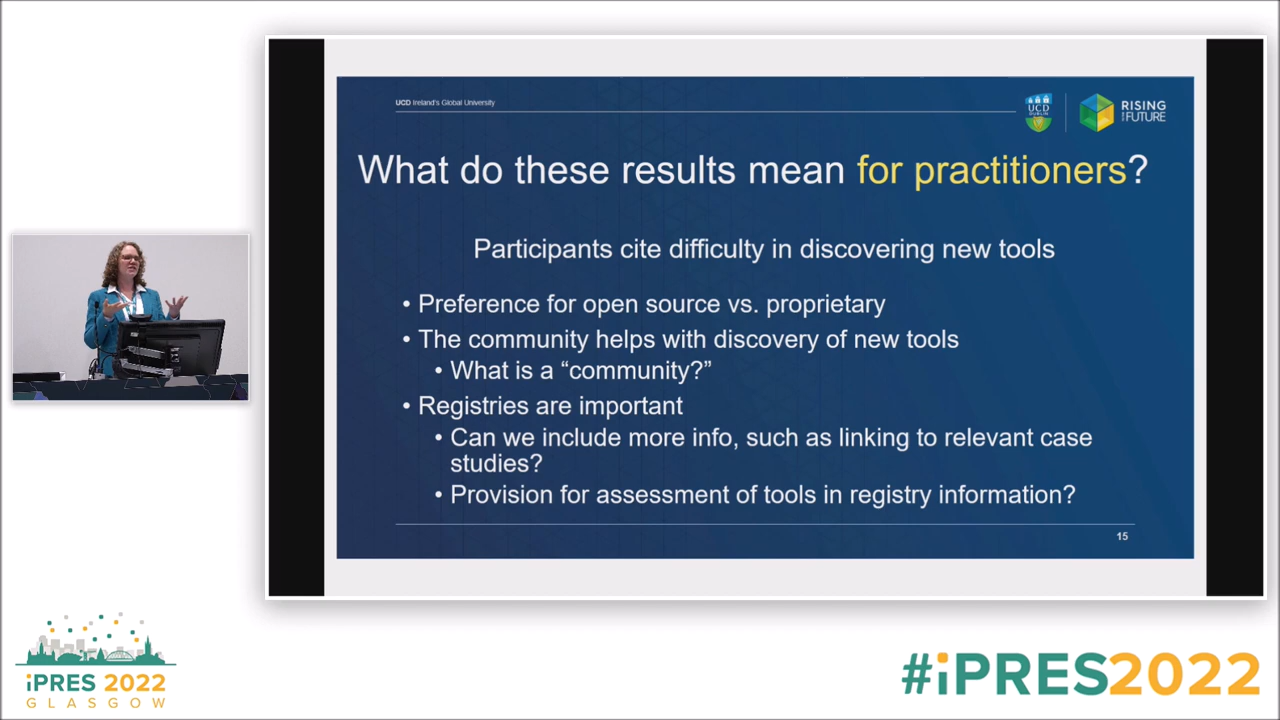 UCD Ireland's Global University
UCD
DUBLIN
RISING
TO THE FUTURE
What do these results mean for practitioners?
Participants cite difficulty in discovering new tools
• Preference for open source vs. proprietary
• The community helps with discovery of new tools
• What is a “community?”
• Registries are important
• Can we include more info, such as linking to relevant case
studies?
• Provision for assessment of tools in registry information?
15
iPRES 2022
GLASGOW
#iPRES2022